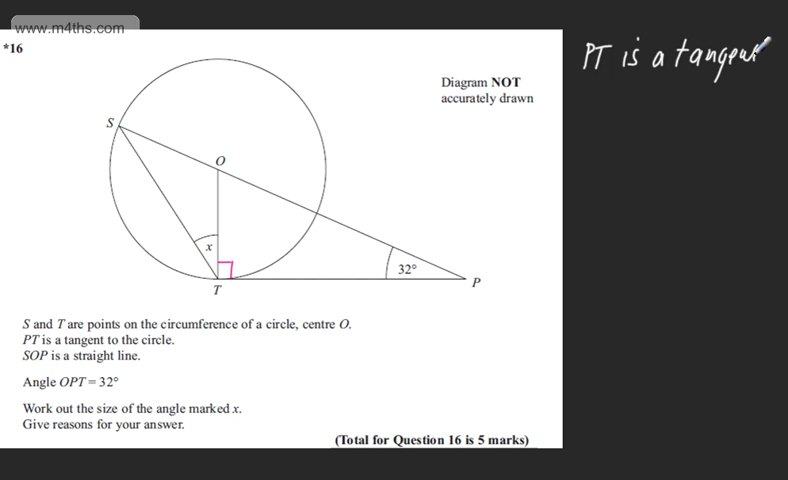 www.m4ths.com
*16
PT is a tangent
Diagram NOT
accurately drawn
S
O
x
32°
T
P
S and T are points on the circumference of a circle, centre O.
PT is a tangent to the circle.
SOP is a straight line.
Angle OPT = 32°
Work out the size of the angle marked x.
Give reasons for your answer.
(Total for Question 16 is 5 marks)